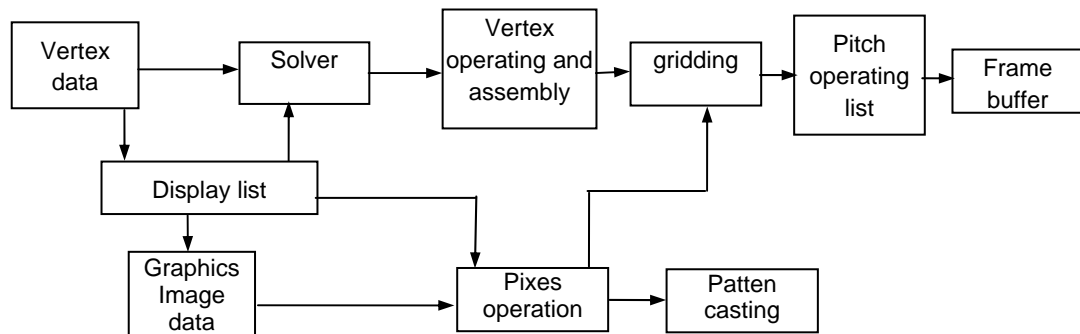 Vertex
data
Solver
Vertex
operating and
assembly
gridding
Pitch
operating
list
Frame
buffer
Display list
Graphics
Image
data
Pixes
operation
Patten
casting